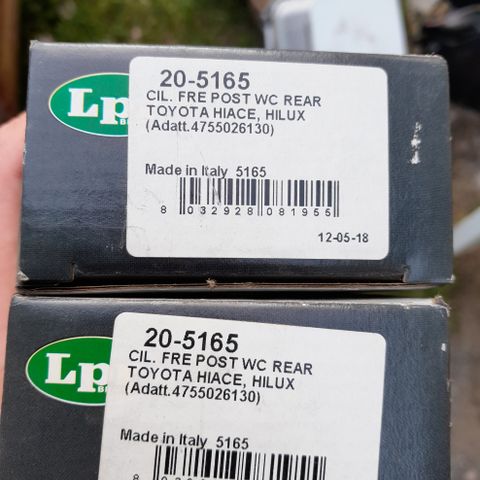 Lp
20-5165
CIL. FRE POST WC REAR
TOYOTA HIACE, HILUX
(Adatt.4755026130)
Made in Italy 5165
8 032928 081955
12-05-18
Lp
20-5165
CIL. FRE POST WC REAR
TOYOTA HIACE, HILUX
(Adatt.4755026130)
Made in Italy 5165